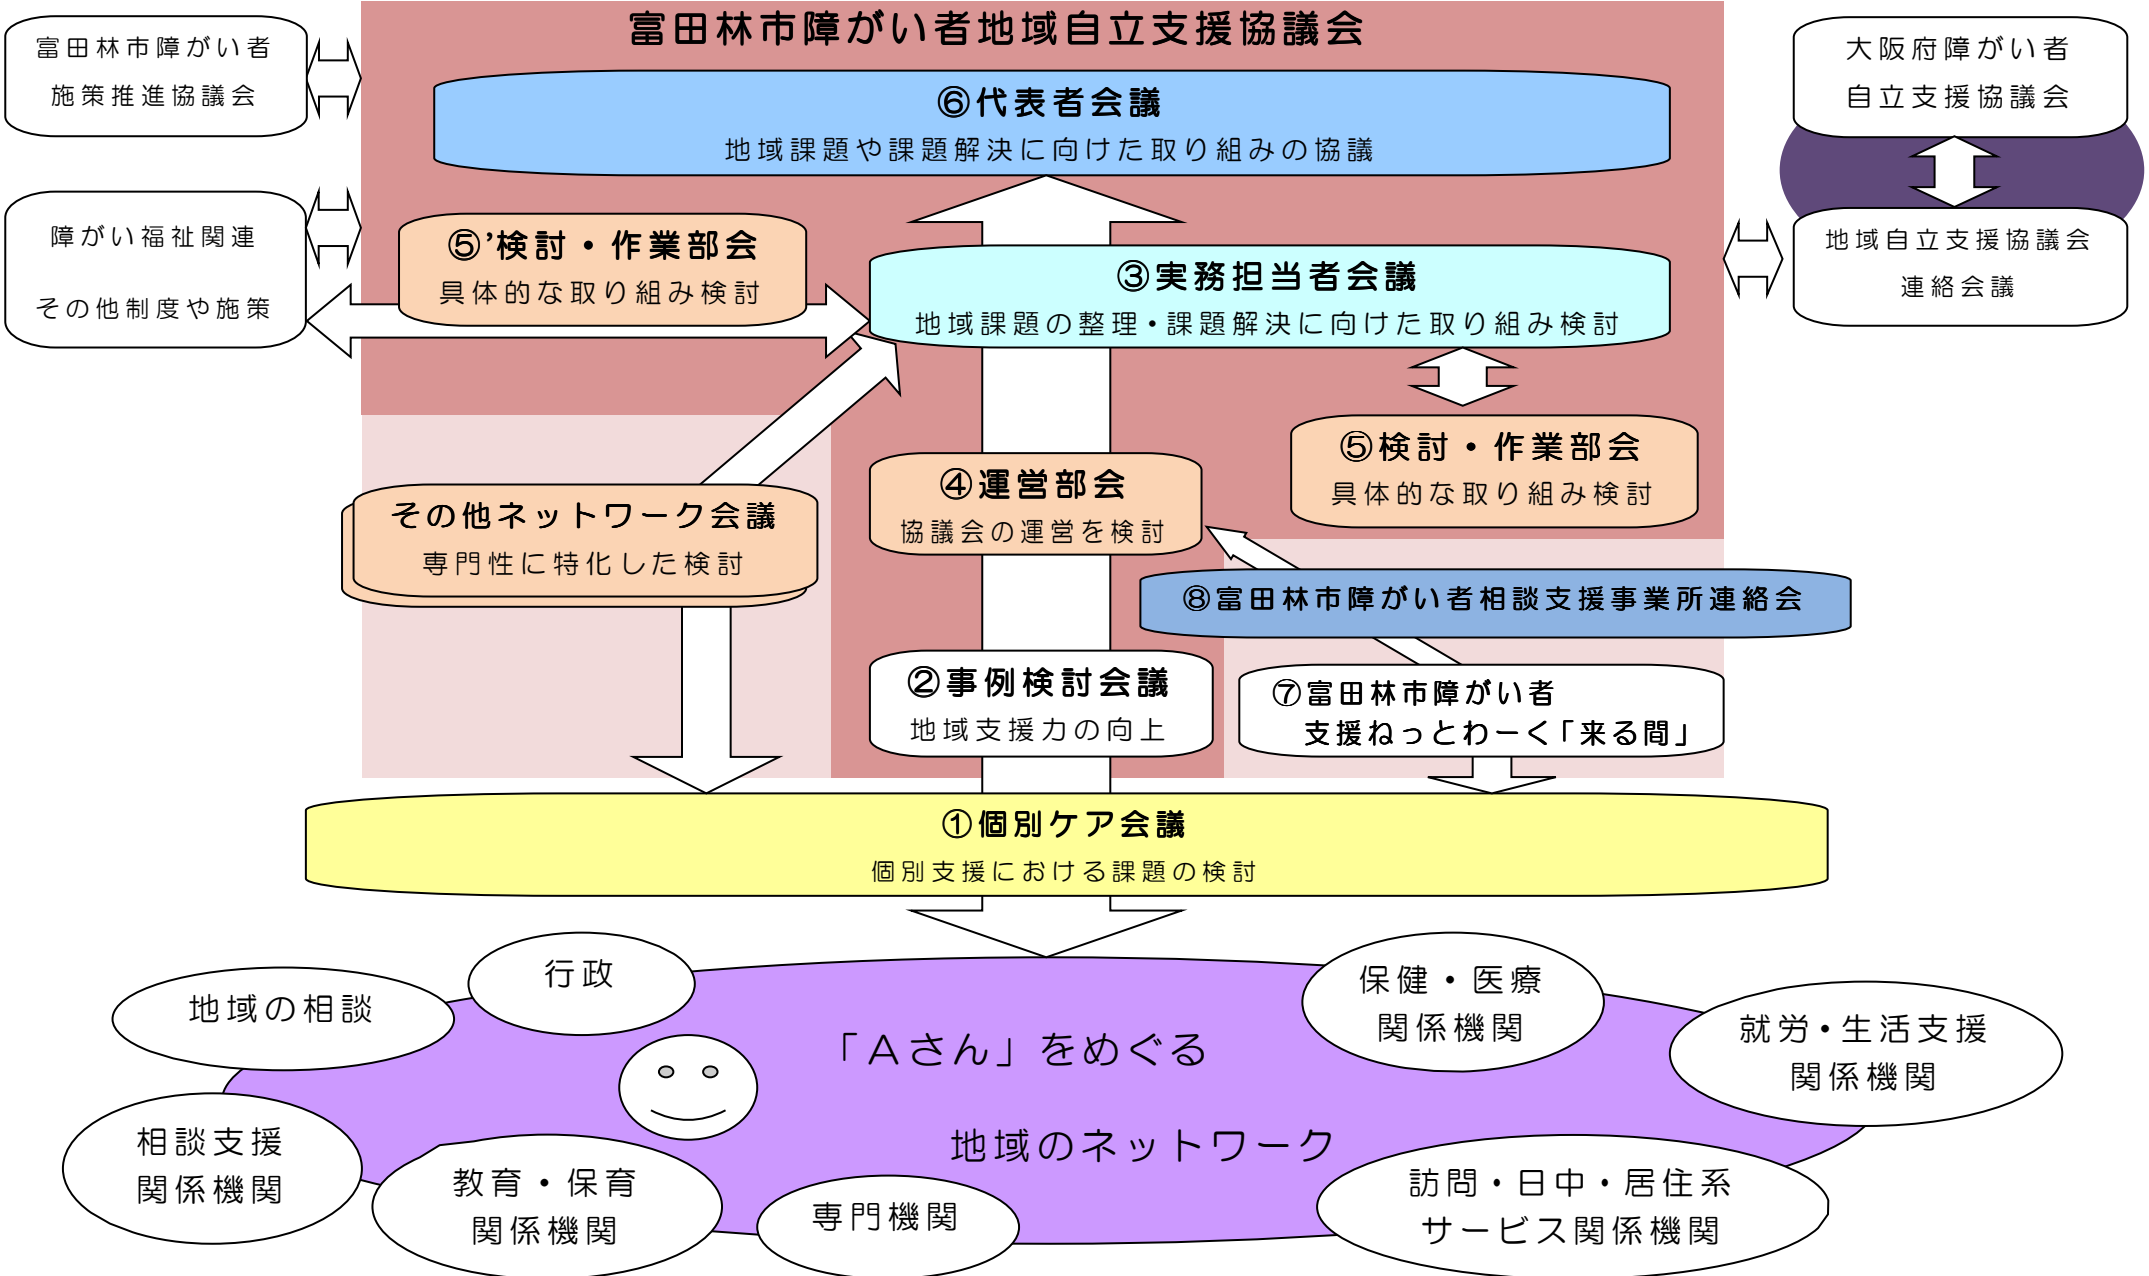 富田林市障がい者地域自立支援協議会
富田林市障がい者
施策推進協議会
大阪府障がい者
自立支援協議会
⑥代表者会議
地域課題や課題解決に向けた取り組みの協議
障がい福祉関連
その他制度や施策
⑤’検討・作業部会
具体的な取り組み検討
③実務担当者会議
地域課題の整理・課題解決に向けた取り組み検討
地域自立支援協議会
連絡会議
⑤検討・作業部会
具体的な取り組み検討
④運営部会
協議会の運営を検討
その他ネットワーク会議
専門性に特化した検討
⑧富田林市障がい者相談支援事業所連絡会
②事例検討会議
地域支援力の向上
⑦富田林市障がい者
支援ねっとわーく「来る間」
①個別ケア会議
個別支援における課題の検討
行政
地域の相談
保健・医療
関係機関
就労・生活支援
関係機関
「Aさん」をめぐる
地域のネットワーク
相談支援
関係機関
教育・保育
関係機関
専門機関
訪問・日中・居住系
サービス関係機関